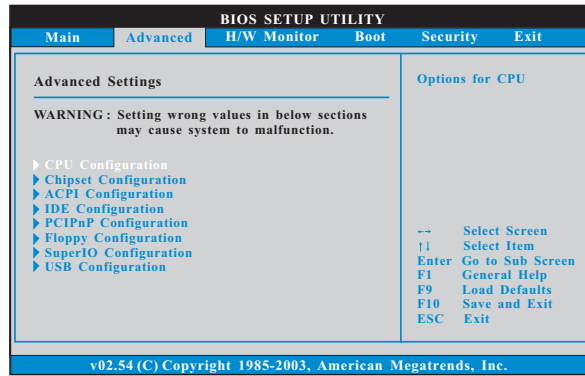 BIOS SETUP UTILITY
Main Advanced H/W Monitor Boot Security Exit
Advanced Settings
WARNING : Setting wrong values in below sections
may cause system to malfunction.
CPU Configuration
Chipset Configuration
ACPI Configuration
IDE Configuration
PCIPnP Configuration
Floppy Configuration
SuperIO Configuration
USB Configuration
Options for CPU
←→ Select Screen
↑↓ Select Item
Enter Go to Sub Screen
F1 General Help
F9 Load Defaults
F10 Save and Exit
ESC Exit
v02.54 (C) Copyright 1985-2003, American Megatrends, Inc.